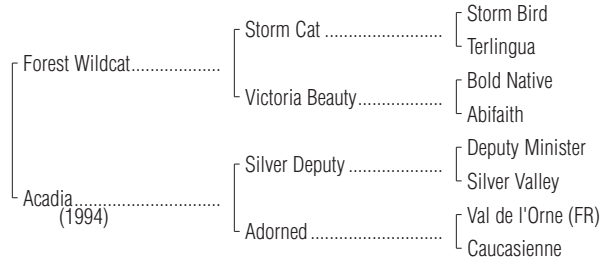 Storm Bird
Storm Cat ........................
Terlingua
Forest Wildcat..................
Bold Native
Victoria Beauty.................
Abifaith
Deputy Minister
Silver Deputy ...................
Silver Valley
Acadia..............................
(1994)
Val de l'Orne (FR)
Adorned ...........................
Caucasienne